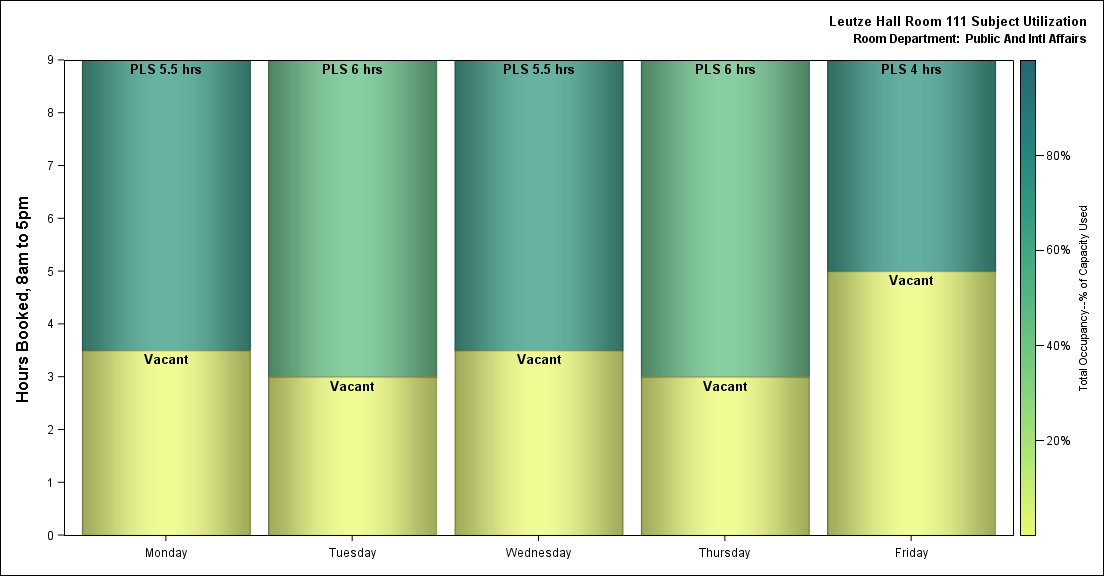 Leutze Hall Room 111 Subject Utilization
Room Department: Public And Intl Affairs
Hours Booked, 8am to 5pm
9
8
7
6
5
4
3
2
1
0
PLS 5.5 hrs
Vacant
PLS 6 hrs
Vacant
PLS 5.5 hrs
Vacant
PLS 6 hrs
Vacant
PLS 4 hrs
Vacant
Monday
Tuesday
Wednesday
Thursday
Friday
80%
60%
40%
20%
Total Occupancy--% of Capacity Used